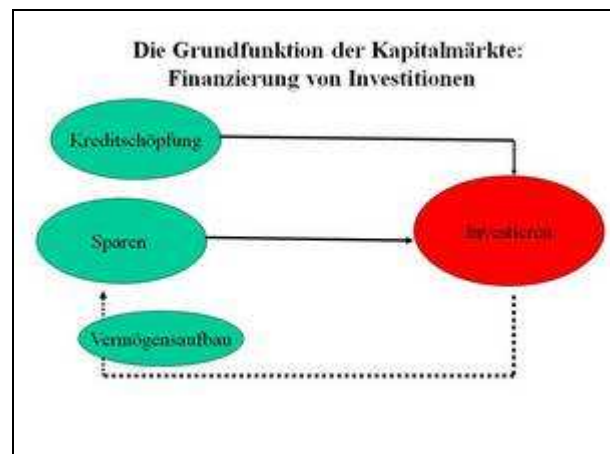 Die Grundfunktion der Kapitalmärkte:
Finanzierung von Investitionen
Kreditschöpfung
Sparen
Investieren
Vermögensaufbau